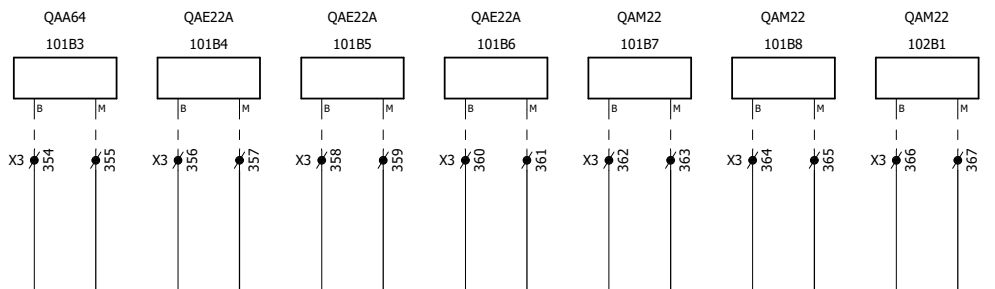 QAA64 QAE22A QAE22A QAE22A QAM22 QAM22 QAM22
101B3 101B4 101B5 101B6 101B7 101B8 102B1
B M B M B M B M B M B M B M
X3 354 355 X3 356 357 X3 358 359 X3 360 361 X3 362 363 X3 364 365 X3 366 367